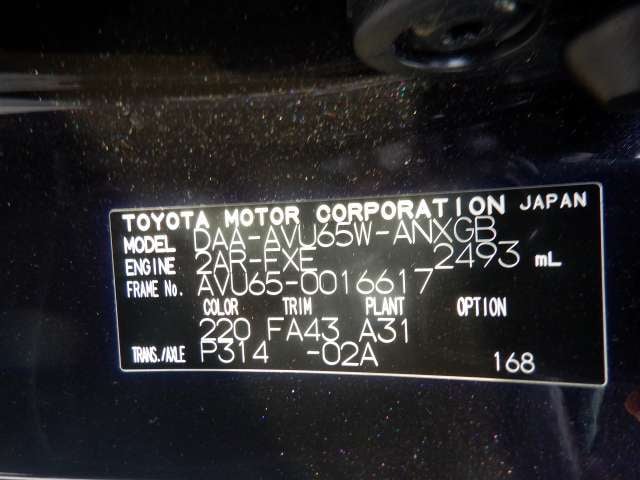 TOYOTA MOTOR CORPORATION JAPAN
MODEL DAA-AVU65W-ANXGB
ENGINE 2AR-FXE 2493 mL
FRAME No. AVU65-0016617
COLOR TRIM PLANT OPTION
220 FA43 A31
TRANS./AXLE P314 -02A 168